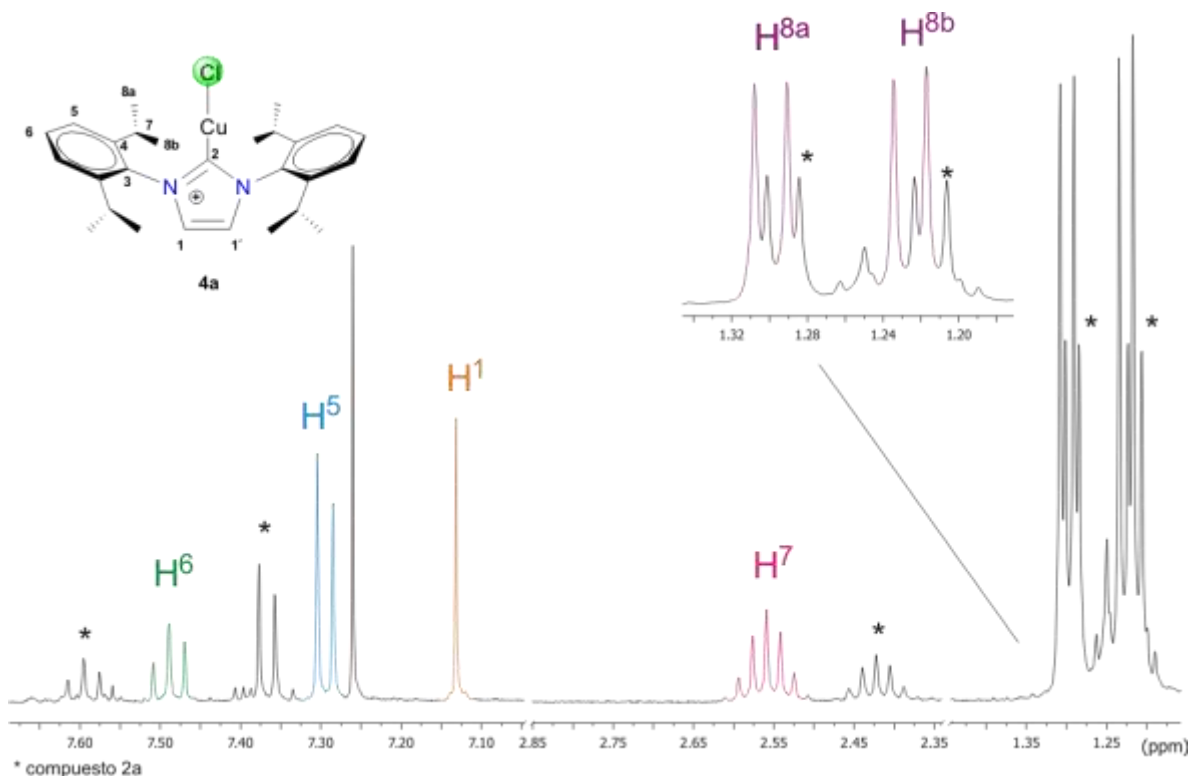 H8a H8b
Cl
8a
5 7
6 4 Cu
8b
3 2
N N
⊕
1 1´
4a
* *
1.32 1.28 1.24 1.20
* *
H1
H5
*
H6 H7
* *
7.60 7.50 7.40 7.30 7.20 7.10 2.85 2.75 2.65 2.55 2.45 2.35 1.35 1.25 (ppm)
* compuesto 2a